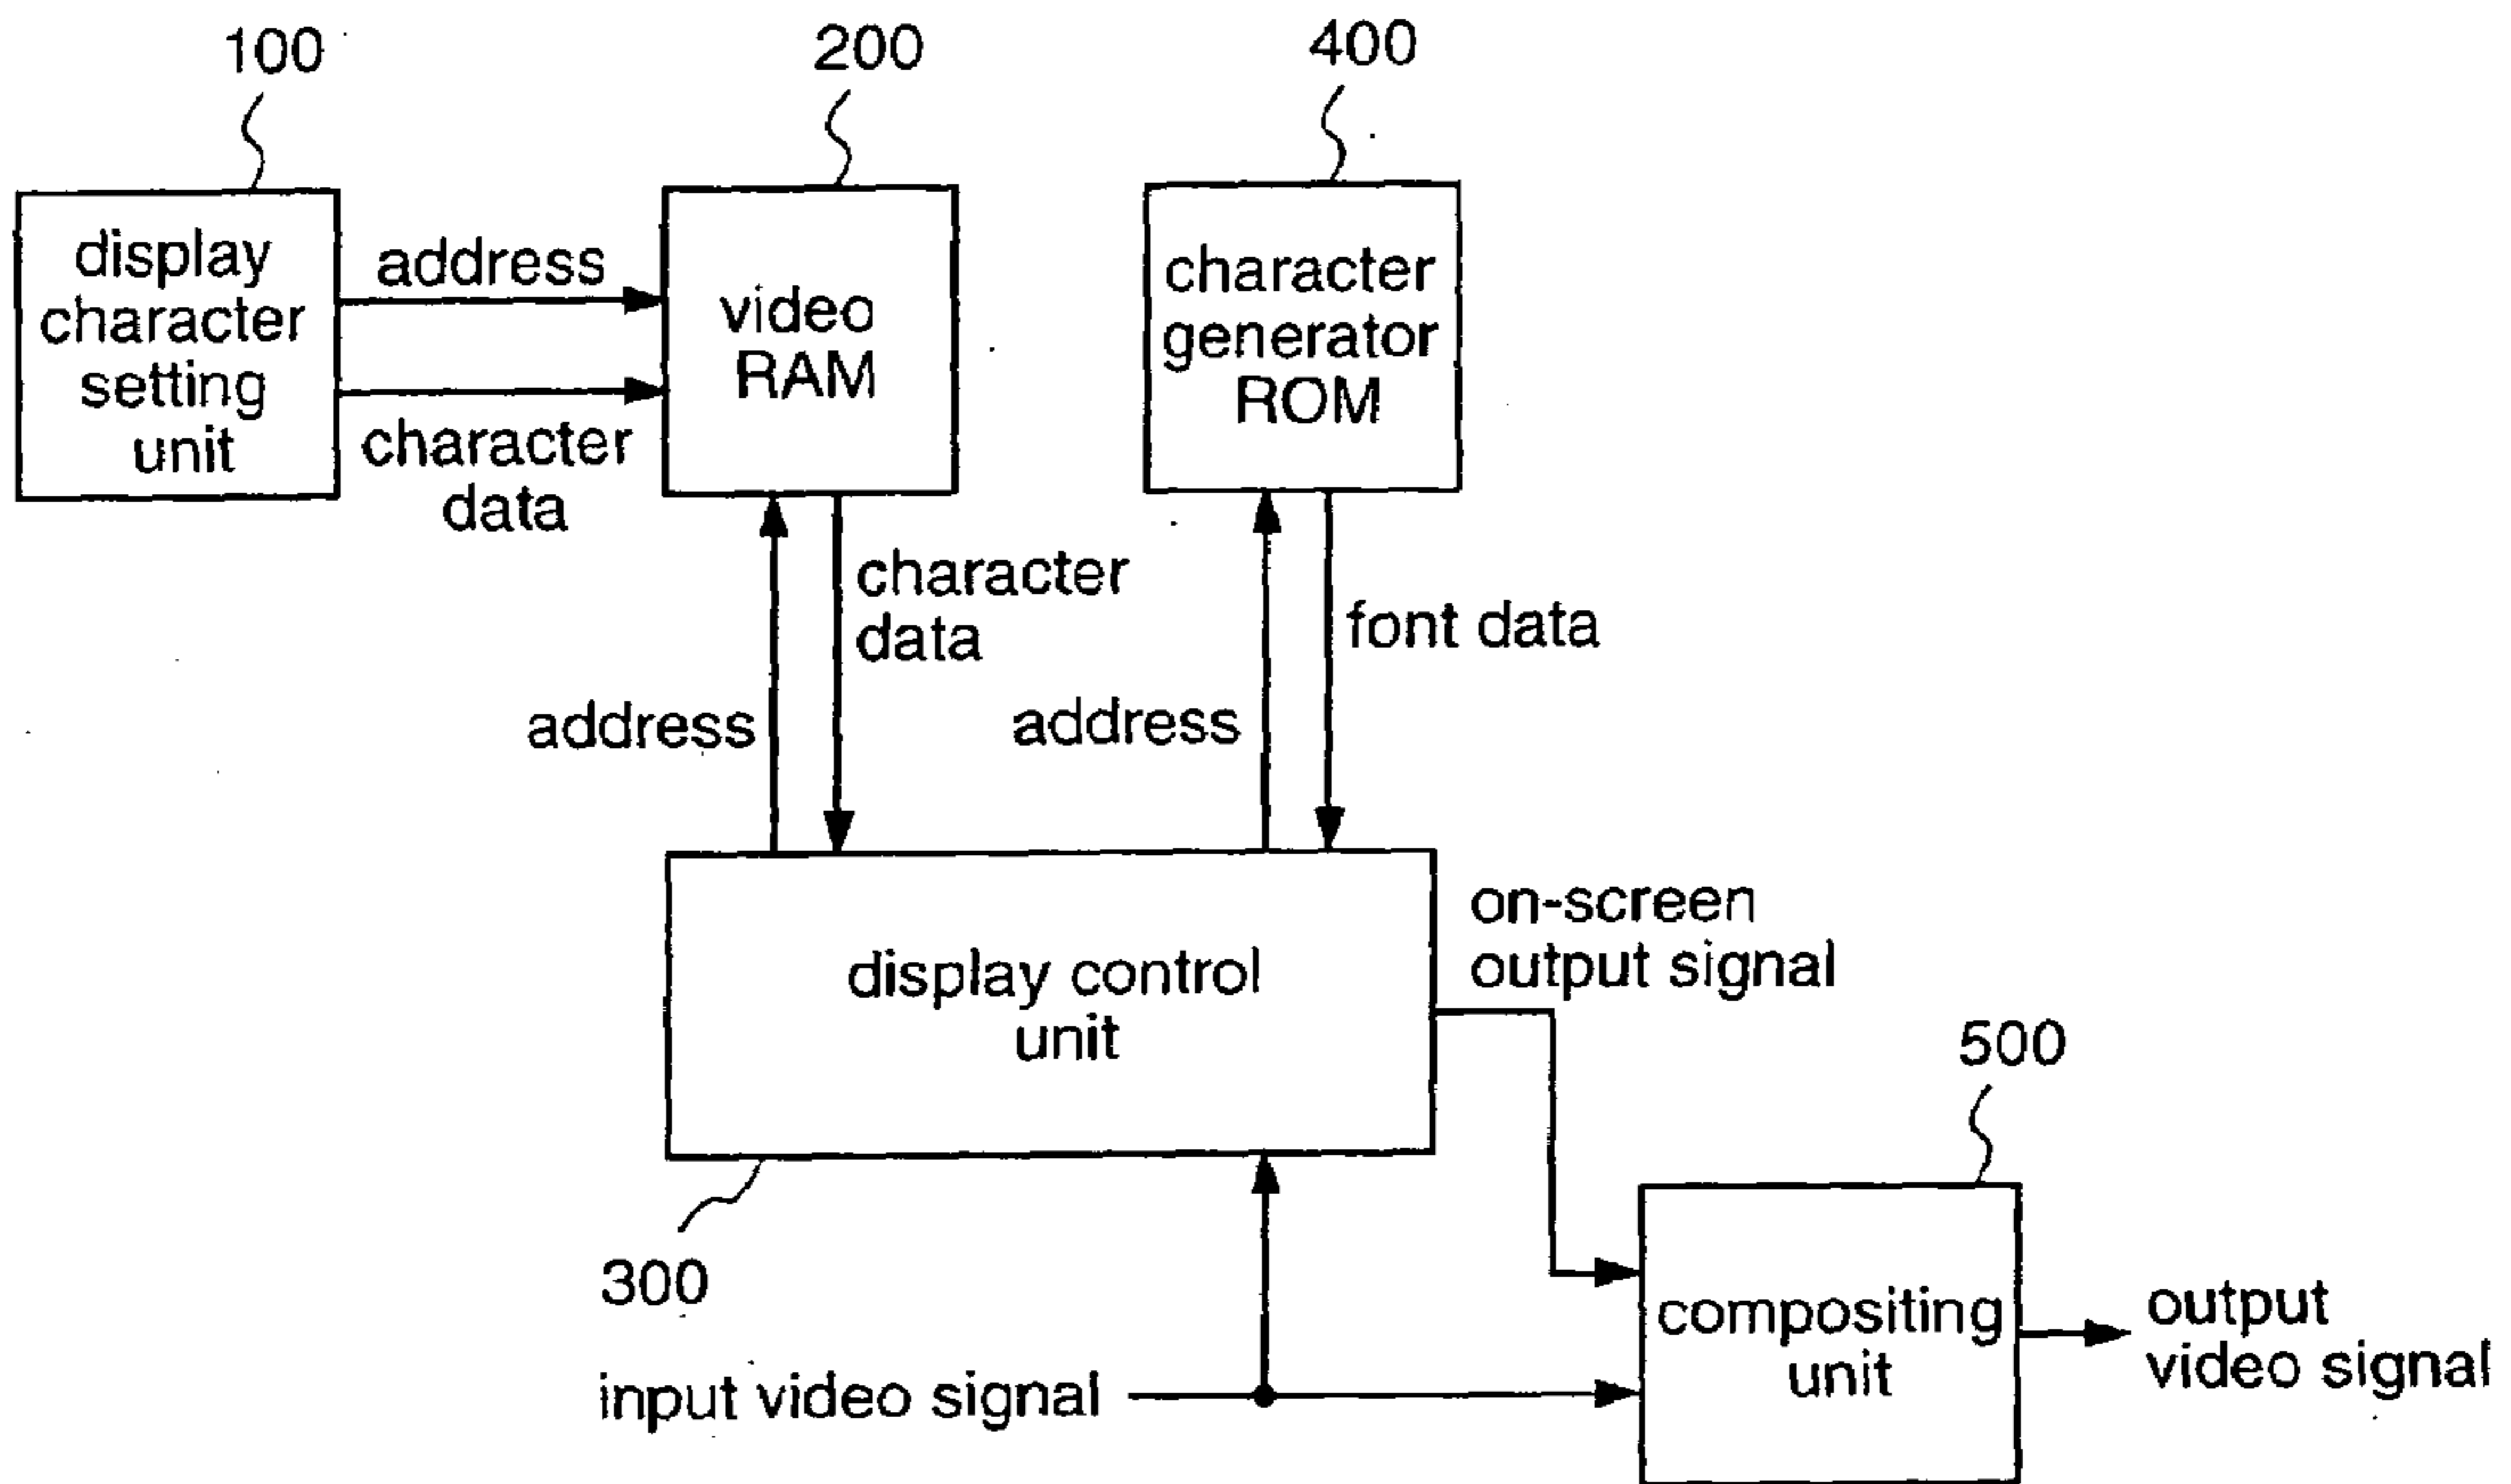 100
200
400
display
character
setting
unit
address
character
data
video
RAM
character
generator
ROM
address
character
data
address
font data
display control
unit
300
on-screen
output signal
500
input video signal
compositing
unit
output
video signal